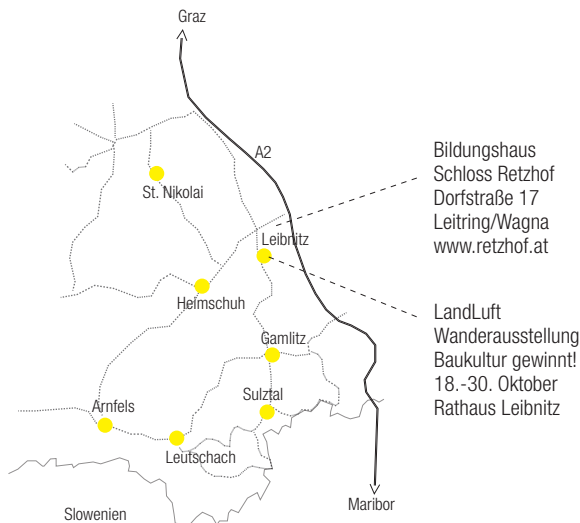 Graz
A2
St. Nikolai
Leibnitz
Heimschuh
Gamlitz
Sulztal
Arnfels
Leutschach
Slowenien
Maribor
Bildungshaus
Schloss Retzhof
Dorfstraße 17
Leitring/Wagna
www.retzhof.at
LandLuft
Wanderausstellung
Baukultur gewinnt!
18.-30. Oktober
Rathaus Leibnitz